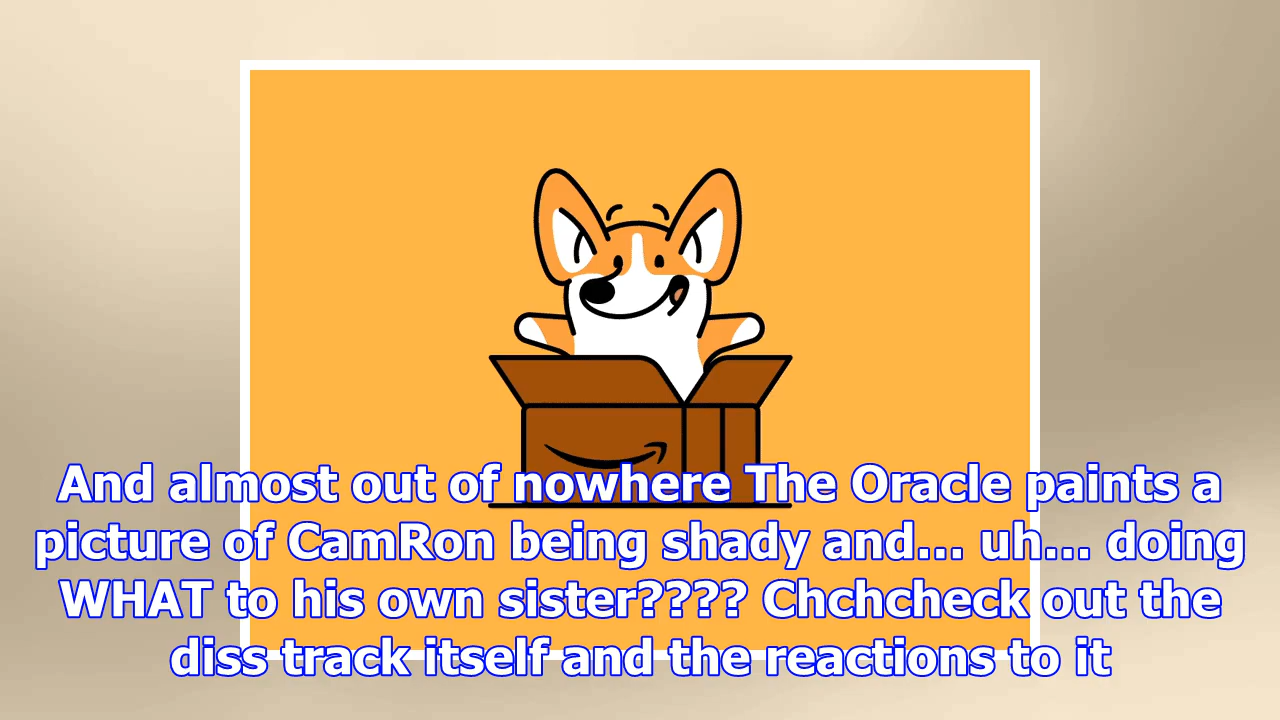 And almost out of nowhere The Oracle paints a
picture of CamRon being shady and... uh... doing
WHAT to his own sister???? Chchcheck out the
diss track itself and the reactions to it